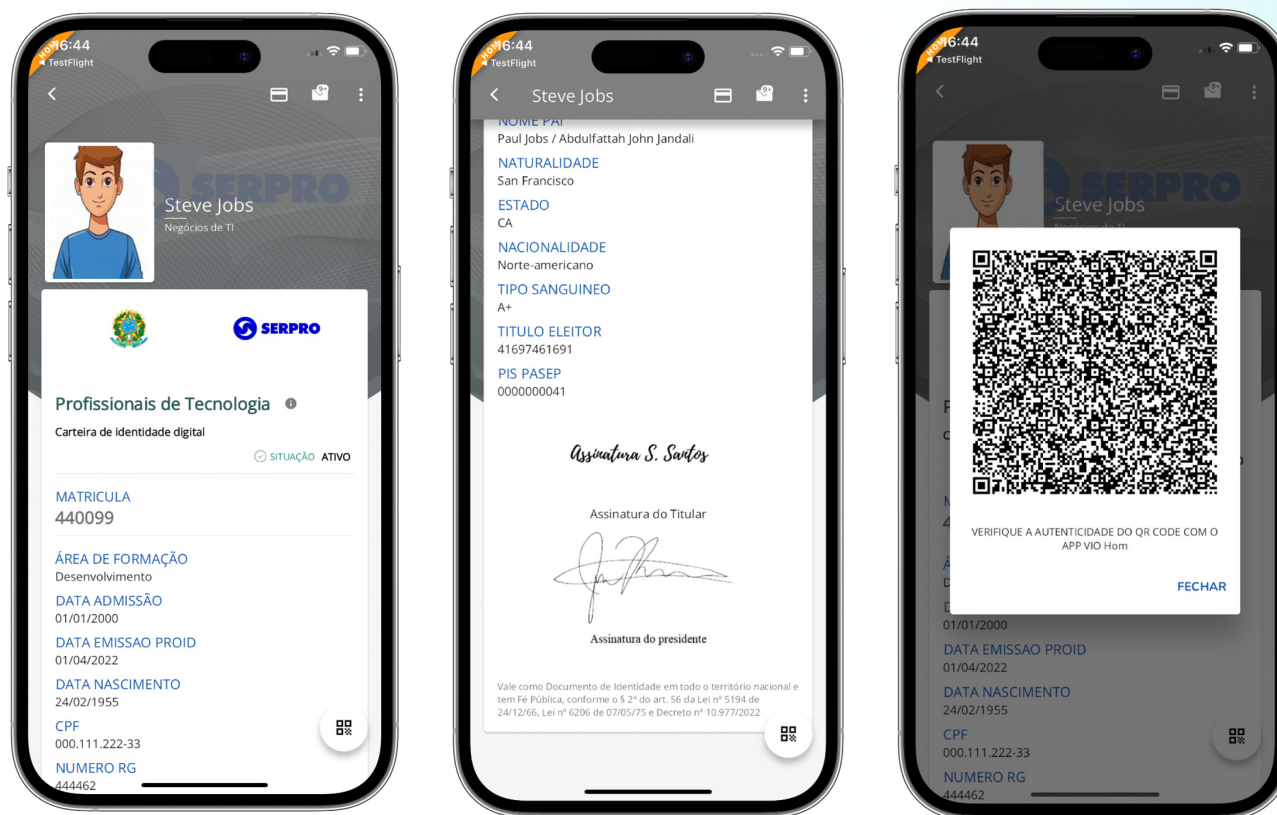 16:44
HOM
◀ TestFlight
SERPRO
Steve Jobs
Negócios de TI
SERPRO
Profissionais de Tecnologia
Carteira de identidade digital
SITUAÇÃO ATIVO
MATRICULA
440099
ÁREA DE FORMAÇÃO
Desenvolvimento
DATA ADMISSÃO
01/01/2000
DATA EMISSAO PROID
01/04/2022
DATA NASCIMENTO
24/02/1955
CPF
000.111.222-33
NUMERO RG
444462
16:44
HOM
◀ TestFlight
Steve Jobs
9+
NOME PAI
Paul Jobs / Abdulfattah John Jandali
NATURALIDADE
San Francisco
ESTADO
CA
NACIONALIDADE
Norte-americano
TIPO SANGUINEO
A+
TITULO ELEITOR
41697461691
PIS PASEP
0000000041
Assinatura S. Santos
Assinatura do Titular
Assinatura do presidente
Vale como Documento de Identidade em todo o território nacional e
tem Fé Pública, conforme o § 2º do art. 56 da Lei nº 5194 de
24/12/66, Lei nº 6206 de 07/05/75 e Decreto nº 10.977/2022
16:44
HOM
◀ TestFlight
SERPRO
Steve Jobs
Negócios de TI
VERIFIQUE A AUTENTICIDADE DO QR CODE COM O
APP VIO Hom
FECHAR
01/01/2000
DATA EMISSAO PROID
01/04/2022
DATA NASCIMENTO
24/02/1955
CPF
000.111.222-33
NUMERO RG
444462